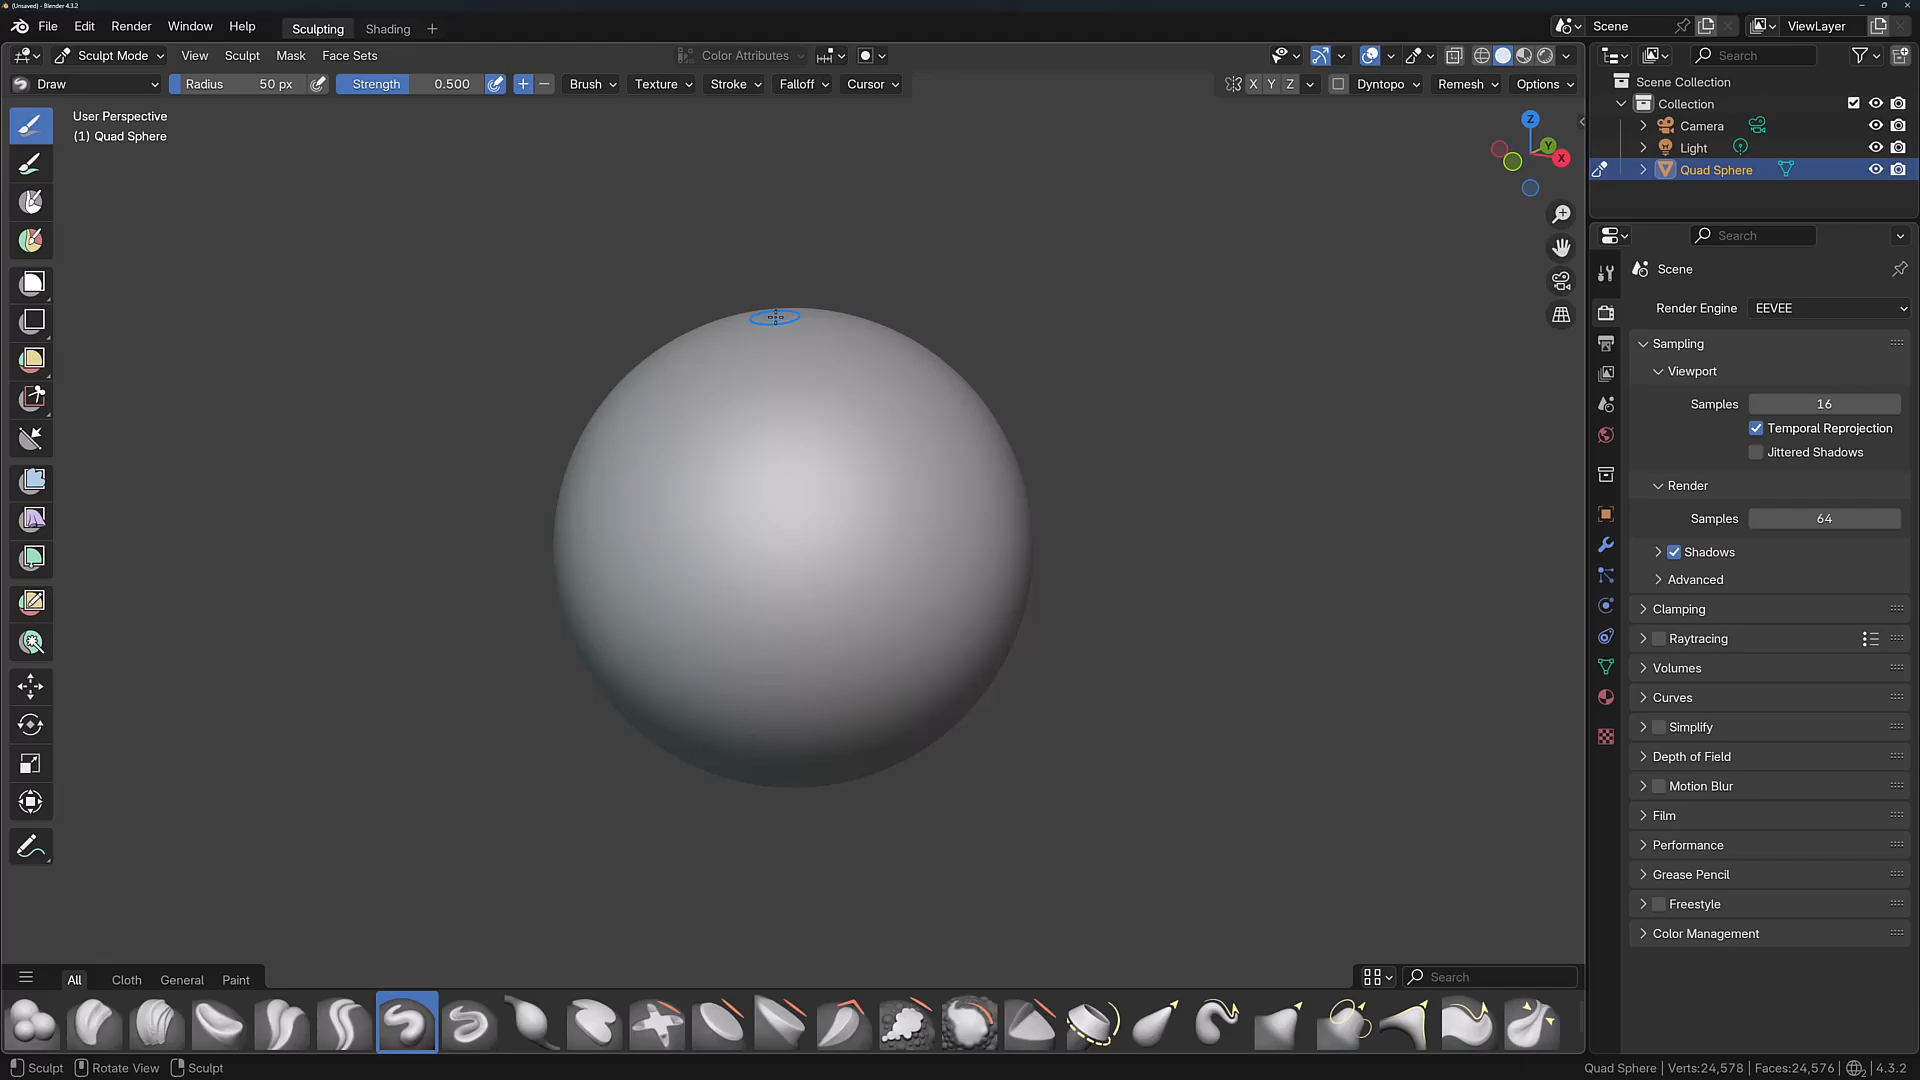 (Unsaved) - Blender 4.3.2
File Edit Render Window Help Sculpting Shading + Scene ViewLayer
Sculpt Mode View Sculpt Mask Face Sets Color Attributes Search
Draw Radius 50 px Strength 0.500 + − Brush Texture Stroke Falloff Cursor X Y Z Dyntopo Remesh Options
User Perspective
(1) Quad Sphere
Z
Y
X
Scene Collection
Collection
Camera
Light
Quad Sphere
Search
Scene
Render Engine EEVEE
Sampling
Viewport
Samples 16
Temporal Reprojection
Jittered Shadows
Render
Samples 64
Shadows
Advanced
Clamping
Raytracing
Volumes
Curves
Simplify
Depth of Field
Motion Blur
Film
Performance
Grease Pencil
Freestyle
Color Management
All Cloth General Paint Search
Sculpt Rotate View Sculpt Quad Sphere | Verts:24,578 | Faces:24,576 | 4.3.2